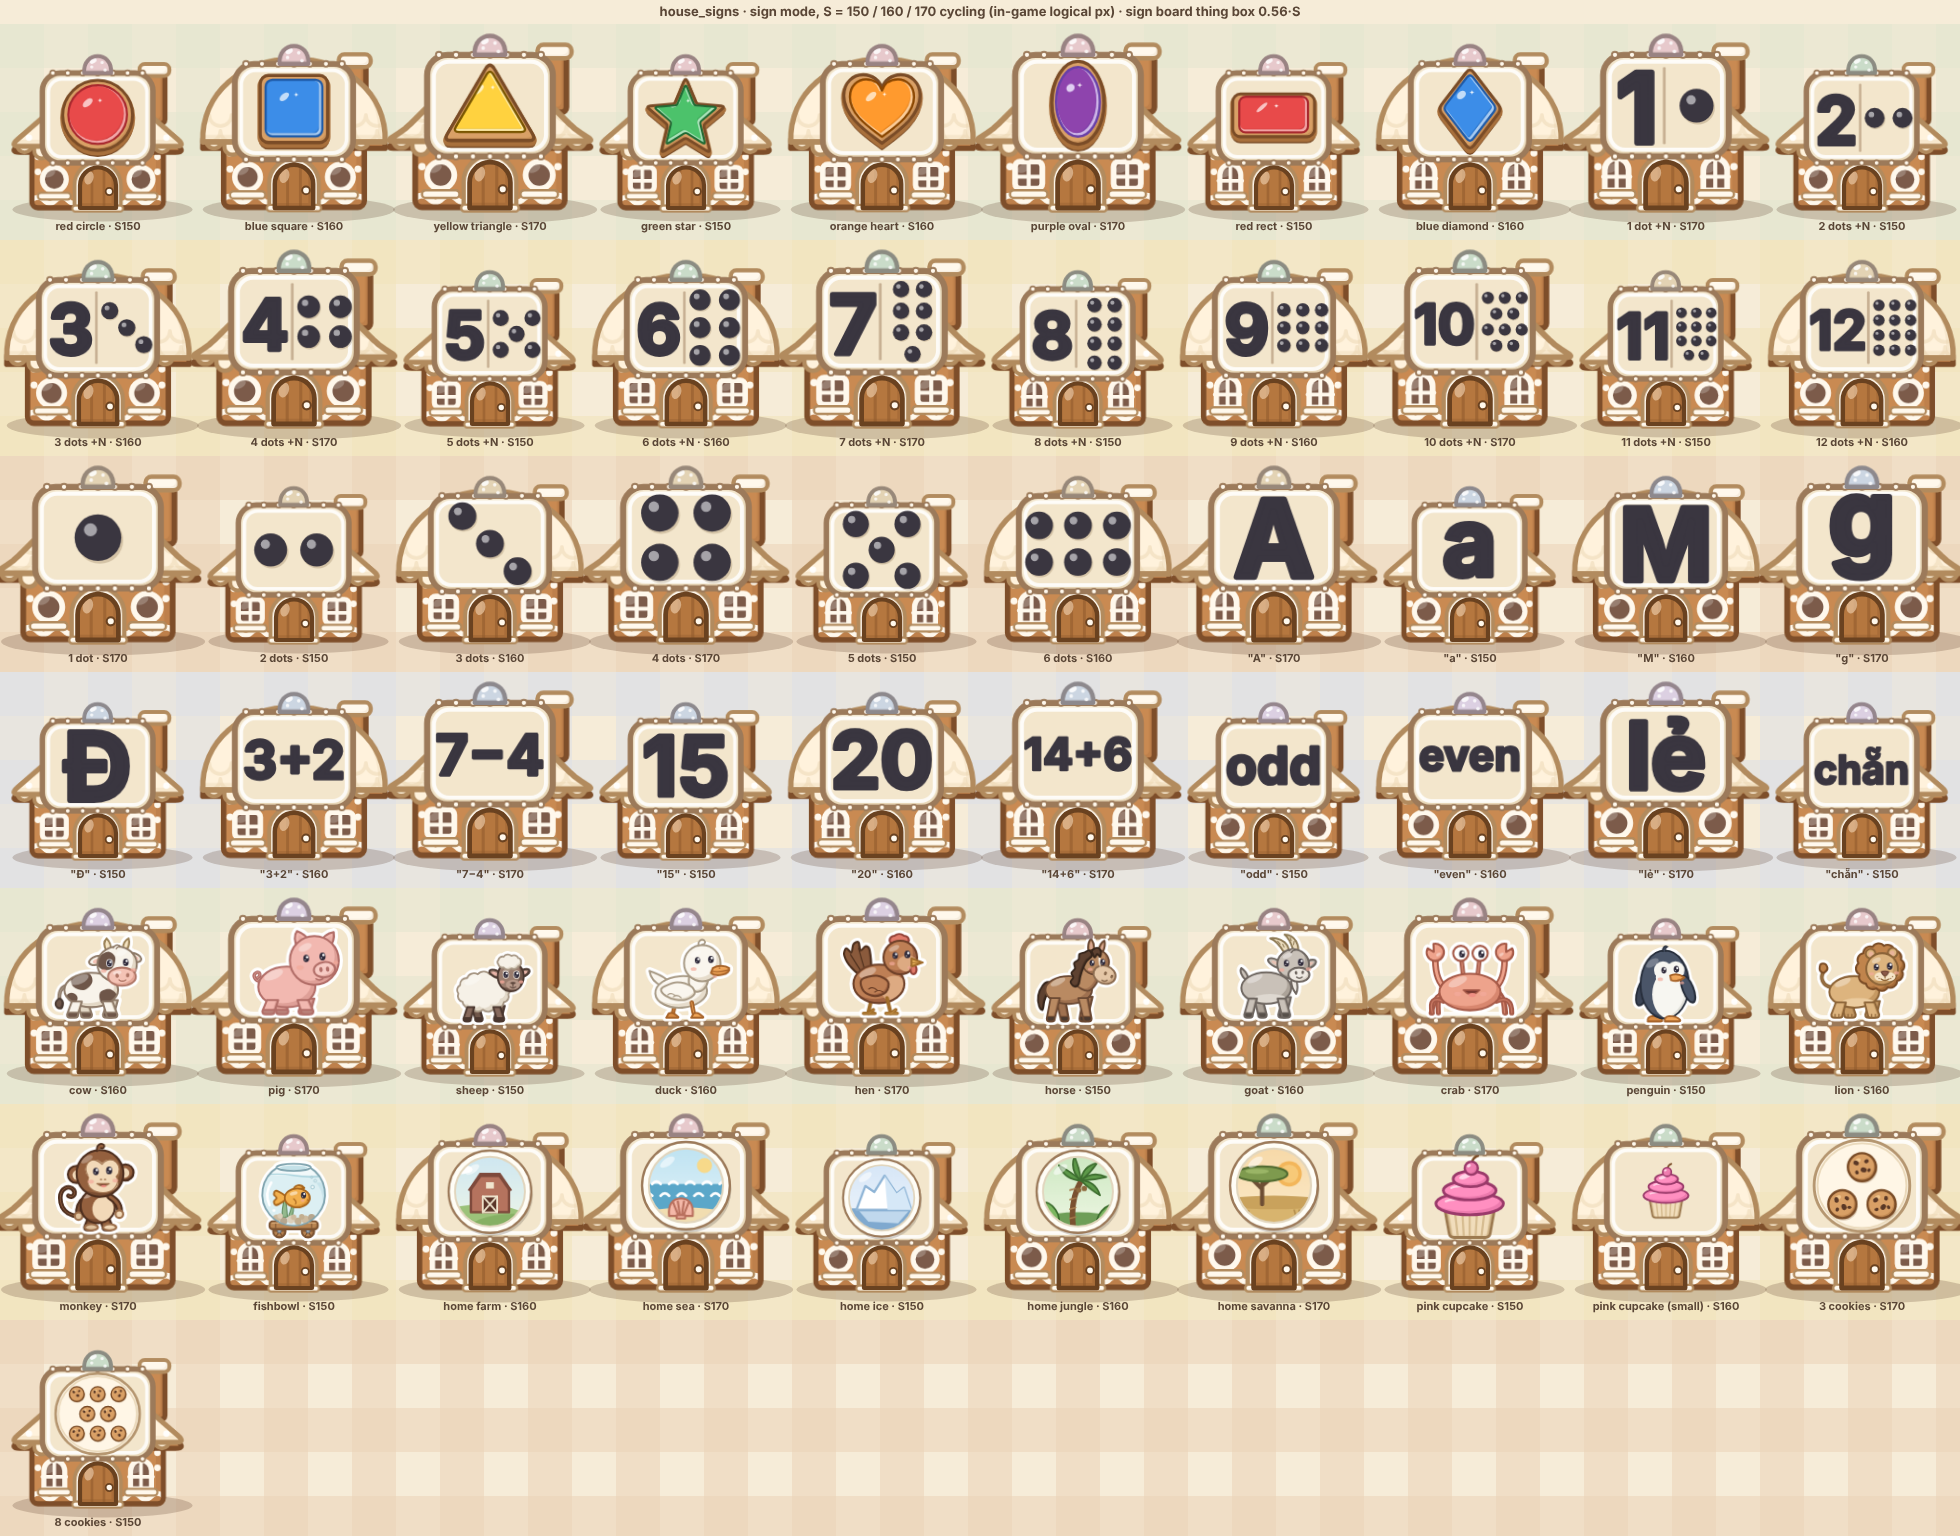 house_signs · sign mode, S = 150 / 160 / 170 cycling (in-game logical px) · sign board thing box 0.56·S
1 2
red circle · S150 blue square · S160 yellow triangle · S170 green star · S150 orange heart · S160 purple oval · S170 red rect · S150 blue diamond · S160 1 dot +N · S170 2 dots +N · S150
3 4 5 6 7 8 9 10 11 12
3 dots +N · S160 4 dots +N · S170 5 dots +N · S150 6 dots +N · S160 7 dots +N · S170 8 dots +N · S150 9 dots +N · S160 10 dots +N · S170 11 dots +N · S150 12 dots +N · S160
A a M g
1 dot · S170 2 dots · S150 3 dots · S160 4 dots · S170 5 dots · S150 6 dots · S160 "A" · S170 "a" · S150 "M" · S160 "g" · S170
Đ 3+2 7−4 15 20 14+6 odd even lẻ chẵn
"Đ" · S150 "3+2" · S160 "7−4" · S170 "15" · S150 "20" · S160 "14+6" · S170 "odd" · S150 "even" · S160 "lẻ" · S170 "chẵn" · S150
cow · S160 pig · S170 sheep · S150 duck · S160 hen · S170 horse · S150 goat · S160 crab · S170 penguin · S150 lion · S160
monkey · S170 fishbowl · S150 home farm · S160 home sea · S170 home ice · S150 home jungle · S160 home savanna · S170 pink cupcake · S150 pink cupcake (small) · S160 3 cookies · S170
8 cookies · S150